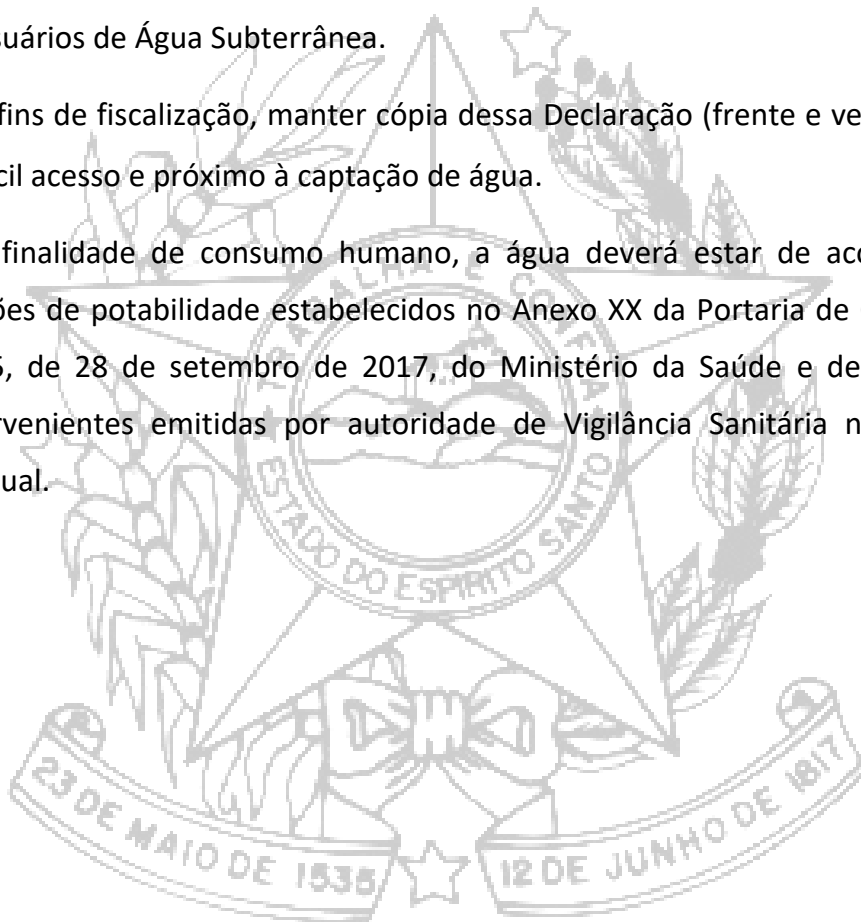 suários de Água Subterrânea.
fins de fiscalização, manter cópia dessa Declaração (frente e ve
cil acesso e próximo à captação de água.
finalidade de consumo humano, a água deverá estar de aco
ões de potabilidade estabelecidos no Anexo XX da Portaria de
5, de 28 de setembro de 2017, do Ministério da Saúde e de
rvenientes emitidas por autoridade de Vigilância Sanitária n
ual.
TRABALHA E CONFIA
ESTADO DO ESPIRITO SANTO
23 DE MAIO DE 1535
12 DE JUNHO DE 1817